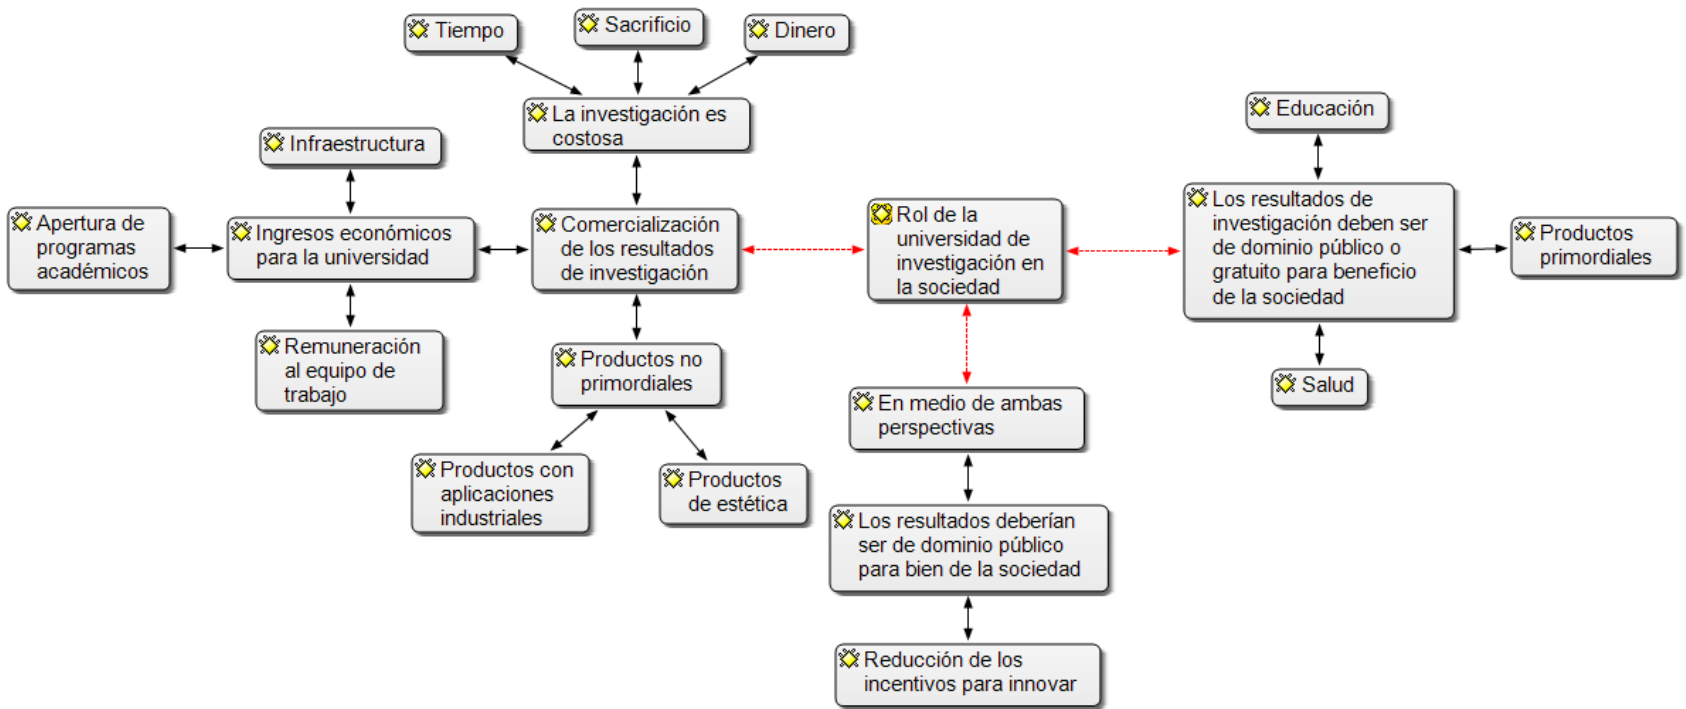 Tiempo
Sacrificio
Dinero
La investigación es
costosa
Educación
Infraestructura
Apertura de
programas
académicos
Ingresos económicos
para la universidad
Comercialización
de los resultados
de investigación
Rol de la
universidad de
investigación en
la sociedad
Los resultados de
investigación deben ser
de dominio público o
gratuito para beneficio
de la sociedad
Productos
primordiales
Remuneración
al equipo de
trabajo
Productos no
primordiales
Salud
En medio de ambas
perspectivas
Productos con
aplicaciones
industriales
Productos
de estética
Los resultados deberían
ser de dominio público
para bien de la sociedad
Reducción de los
incentivos para innovar